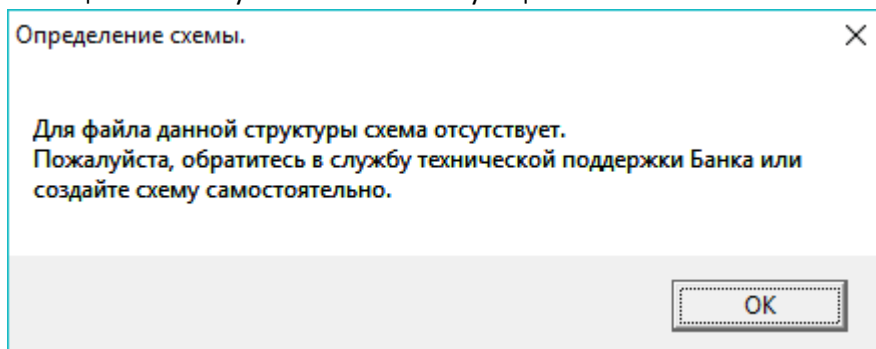 Определение схемы.
Для файла данной структуры схема отсутствует.
Пожалуйста, обратитесь в службу технической поддержки Банка или
создайте схему самостоятельно.
OK